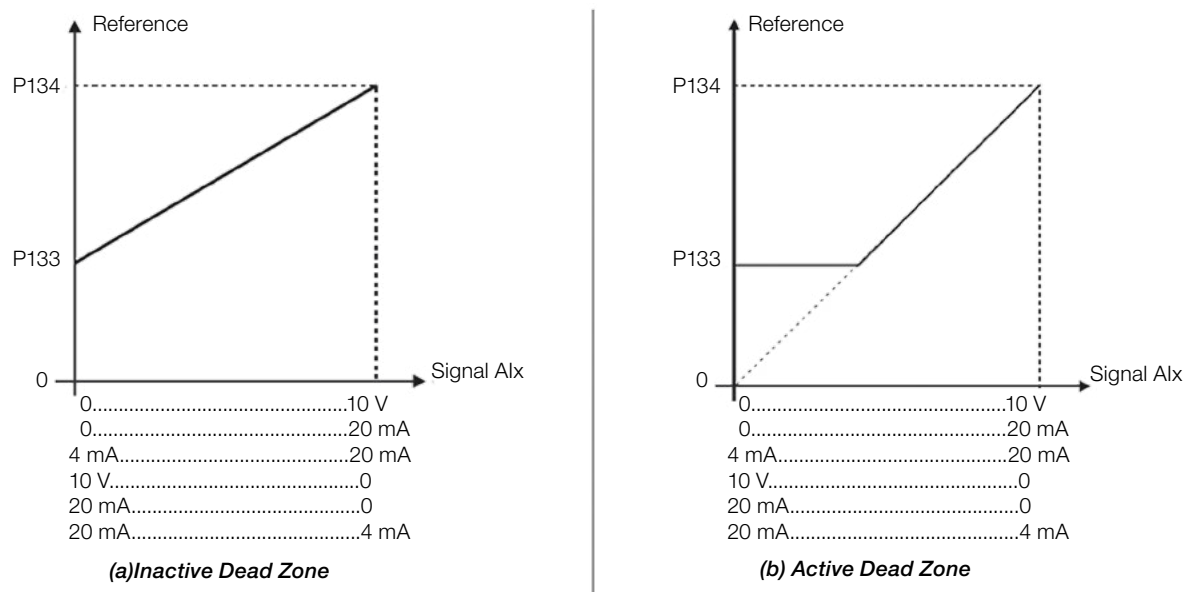 Reference
P134
P133
0
Signal AIx
0..................................................10 V
0..................................................20 mA
4 mA............................................20 mA
10 V................................................0
20 mA..............................................0
20 mA............................................4 mA
(a)Inactive Dead Zone
Reference
P134
P133
0
Signal AIx
0..................................................10 V
0..................................................20 mA
4 mA............................................20 mA
10 V................................................0
20 mA..............................................0
20 mA............................................4 mA
(b) Active Dead Zone